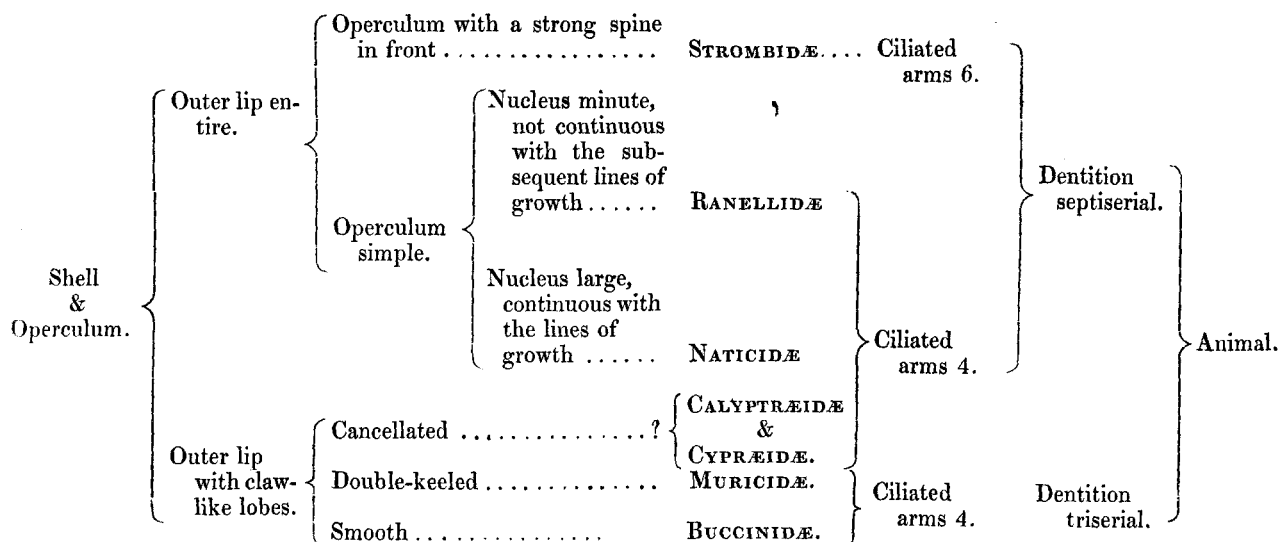 Operculum with a strong spine
in front . . . . . . . . . . . . . . . . . STROMBIDÆ. . . . Ciliated
arms 6.
Outer lip en-
tire.
Nucleus minute,
not continuous
with the sub-
sequent lines of
growth . . . . . . RANELLIDÆ
Operculum
simple.
Dentition
septiserial.
Shell
&
Operculum.
Nucleus large,
continuous with
the lines of
growth . . . . . . NATICIDÆ
Ciliated
arms 4.
Animal.
Cancellated . . . . . . . . . . . . . . . ? CALYPTRÆIDÆ
&
CYPRÆIDÆ.
Outer lip
with claw-
like lobes.
Double-keeled . . . . . . . . . . . . . . MURICIDÆ.
Smooth . . . . . . . . . . . . . . . BUCCINIDÆ.
Ciliated
arms 4.
Dentition
triserial.